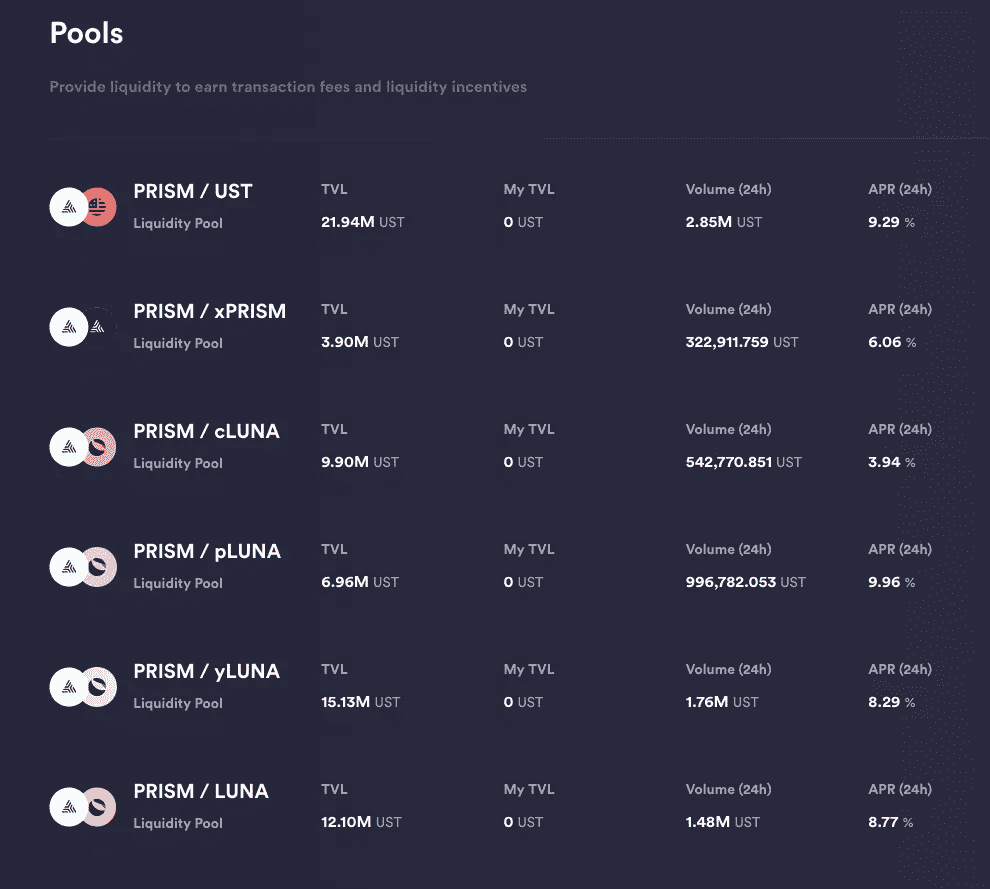 Pools
Provide liquidity to earn transaction fees and liquidity incentives
PRISM / UST
Liquidity Pool
TVL
21.94M UST
My TVL
0 UST
Volume (24h)
2.85M UST
APR (24h)
9.29 %
PRISM / xPRISM
Liquidity Pool
TVL
3.90M UST
My TVL
0 UST
Volume (24h)
322,911.759 UST
APR (24h)
6.06 %
PRISM / cLUNA
Liquidity Pool
TVL
9.90M UST
My TVL
0 UST
Volume (24h)
542,770.851 UST
APR (24h)
3.94 %
PRISM / pLUNA
Liquidity Pool
TVL
6.96M UST
My TVL
0 UST
Volume (24h)
996,782.053 UST
APR (24h)
9.96 %
PRISM / yLUNA
Liquidity Pool
TVL
15.13M UST
My TVL
0 UST
Volume (24h)
1.76M UST
APR (24h)
8.29 %
PRISM / LUNA
Liquidity Pool
TVL
12.10M UST
My TVL
0 UST
Volume (24h)
1.48M UST
APR (24h)
8.77 %